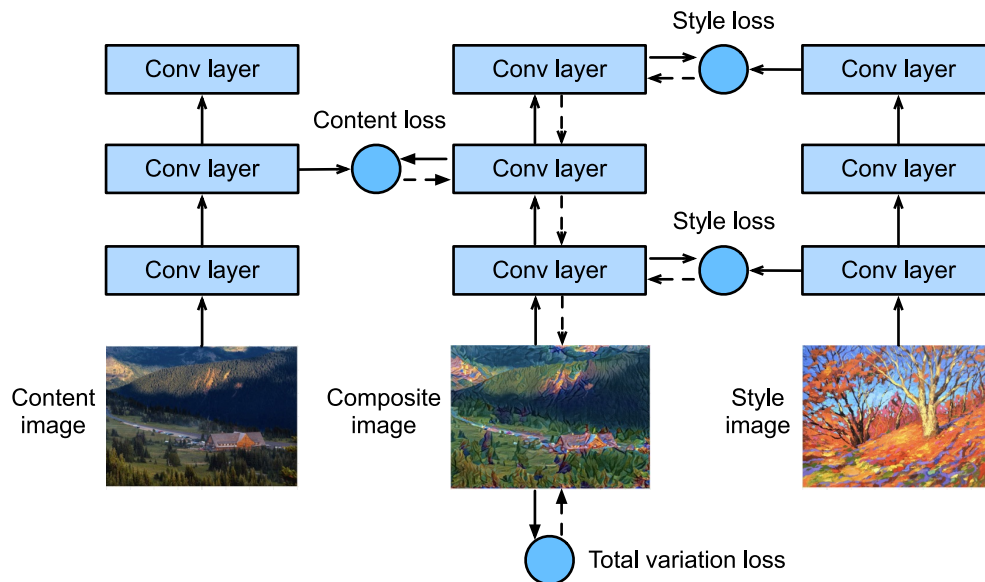 Style loss
Conv layer
Conv layer
Conv layer
Content loss
Conv layer
Conv layer
Conv layer
Style loss
Conv layer
Conv layer
Conv layer
Content
image
Composite
image
Style
image
Total variation loss